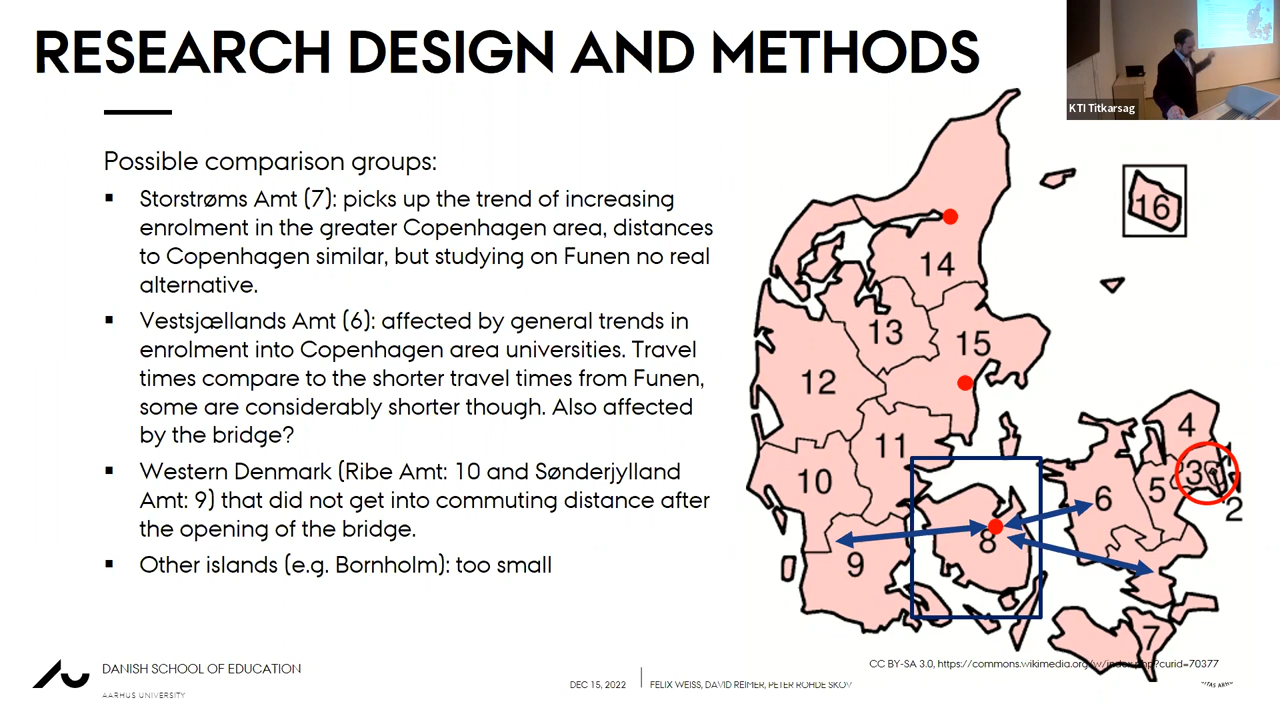 RESEARCH DESIGN AND METHODS
KTI Titkarsag
Possible comparison groups:
▪ Storstrøms Amt (7): picks up the trend of increasing
enrolment in the greater Copenhagen area, distances
to Copenhagen similar, but studying on Funen no real
alternative.
▪ Vestsjællands Amt (6): affected by general trends in
enrolment into Copenhagen area universities. Travel
times compare to the shorter travel times from Funen,
some are considerably shorter though. Also affected
by the bridge?
▪ Western Denmark (Ribe Amt: 10 and Sønderjylland
Amt: 9) that did not get into commuting distance after
the opening of the bridge.
▪ Other islands (e.g. Bornholm): too small
16
14
13
15
12
4
11
1
10
3
5
6
2
8
9
7
CC BY-SA 3.0, https://commons.wikimedia.org/w/index.php?curid=70377
DANISH SCHOOL OF EDUCATION
AARHUS UNIVERSITY
DEC 15, 2022
FELIX WEISS, DAVID REIMER, PETER ROHDE SKOV